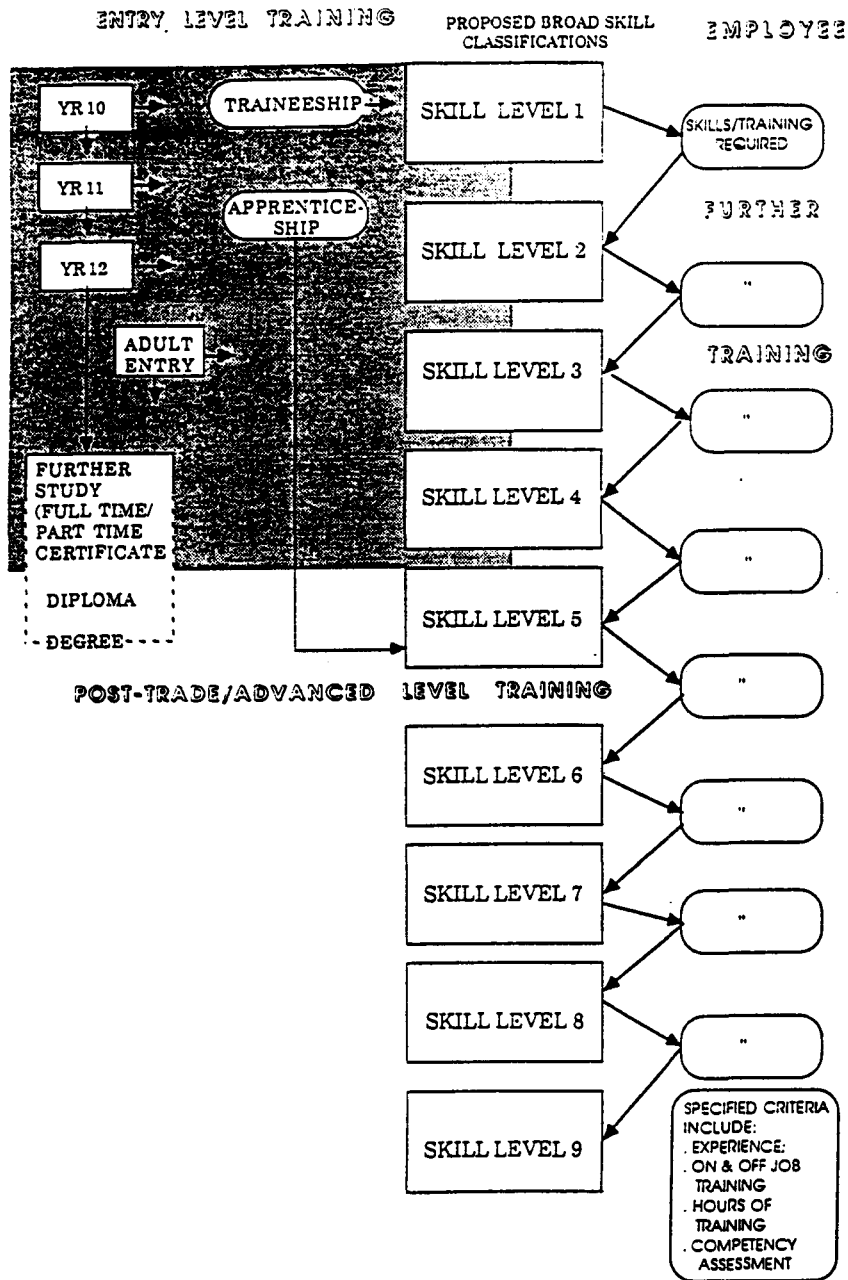 ENTRY LEVEL TRAINING
PROPOSED BROAD SKILL
CLASSIFICATIONS
EMPLOYEE
YR 10
TRAINEESHIP
SKILL LEVEL 1
SKILLS/TRAINING
REQUIRED
YR 11
APPRENTICE-
SHIP
FURTHER
YR 12
SKILL LEVEL 2
"
ADULT
ENTRY
SKILL LEVEL 3
TRAINING
"
FURTHER
STUDY
(FULL TIME/
PART TIME
CERTIFICATE
DIPLOMA
DEGREE
SKILL LEVEL 4
"
SKILL LEVEL 5
"
POST-TRADE/ADVANCED LEVEL TRAINING
SKILL LEVEL 6
"
SKILL LEVEL 7
"
SKILL LEVEL 8
"
SKILL LEVEL 9
SPECIFIED CRITERIA
INCLUDE:
. EXPERIENCE;
. ON & OFF JOB
TRAINING
. HOURS OF
TRAINING
. COMPETENCY
ASSESSMENT